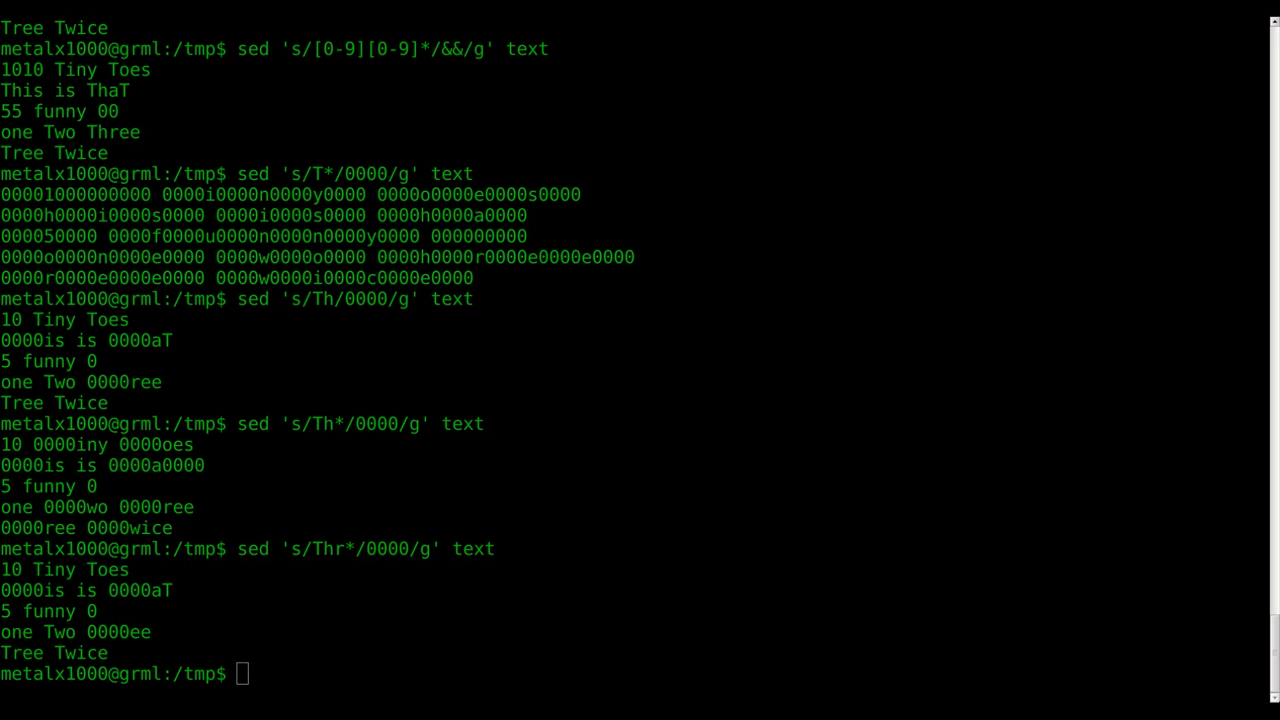 Tree Twice
metalx1000@grml:/tmp$ sed 's/[0-9][0-9]*/&&/g' text
1010 Tiny Toes
This is ThaT
55 funny 00
one Two Three
Tree Twice
metalx1000@grml:/tmp$ sed 's/T*/0000/g' text
00001000000000 0000i0000n0000y0000 0000o0000e0000s0000
0000h0000i0000s0000 0000i0000s0000 0000h0000a0000
000050000 0000f0000u0000n0000n0000y0000 000000000
0000o0000n0000e0000 0000w0000o0000 0000h0000r0000e0000e0000
0000r0000e0000e0000 0000w0000i0000c0000e0000
metalx1000@grml:/tmp$ sed 's/Th/0000/g' text
10 Tiny Toes
0000is is 0000aT
5 funny 0
one Two 0000ree
Tree Twice
metalx1000@grml:/tmp$ sed 's/Th*/0000/g' text
10 0000iny 0000oes
0000is is 0000a0000
5 funny 0
one 0000wo 0000ree
0000ree 0000wice
metalx1000@grml:/tmp$ sed 's/Thr*/0000/g' text
10 Tiny Toes
0000is is 0000aT
5 funny 0
one Two 0000ee
Tree Twice
metalx1000@grml:/tmp$